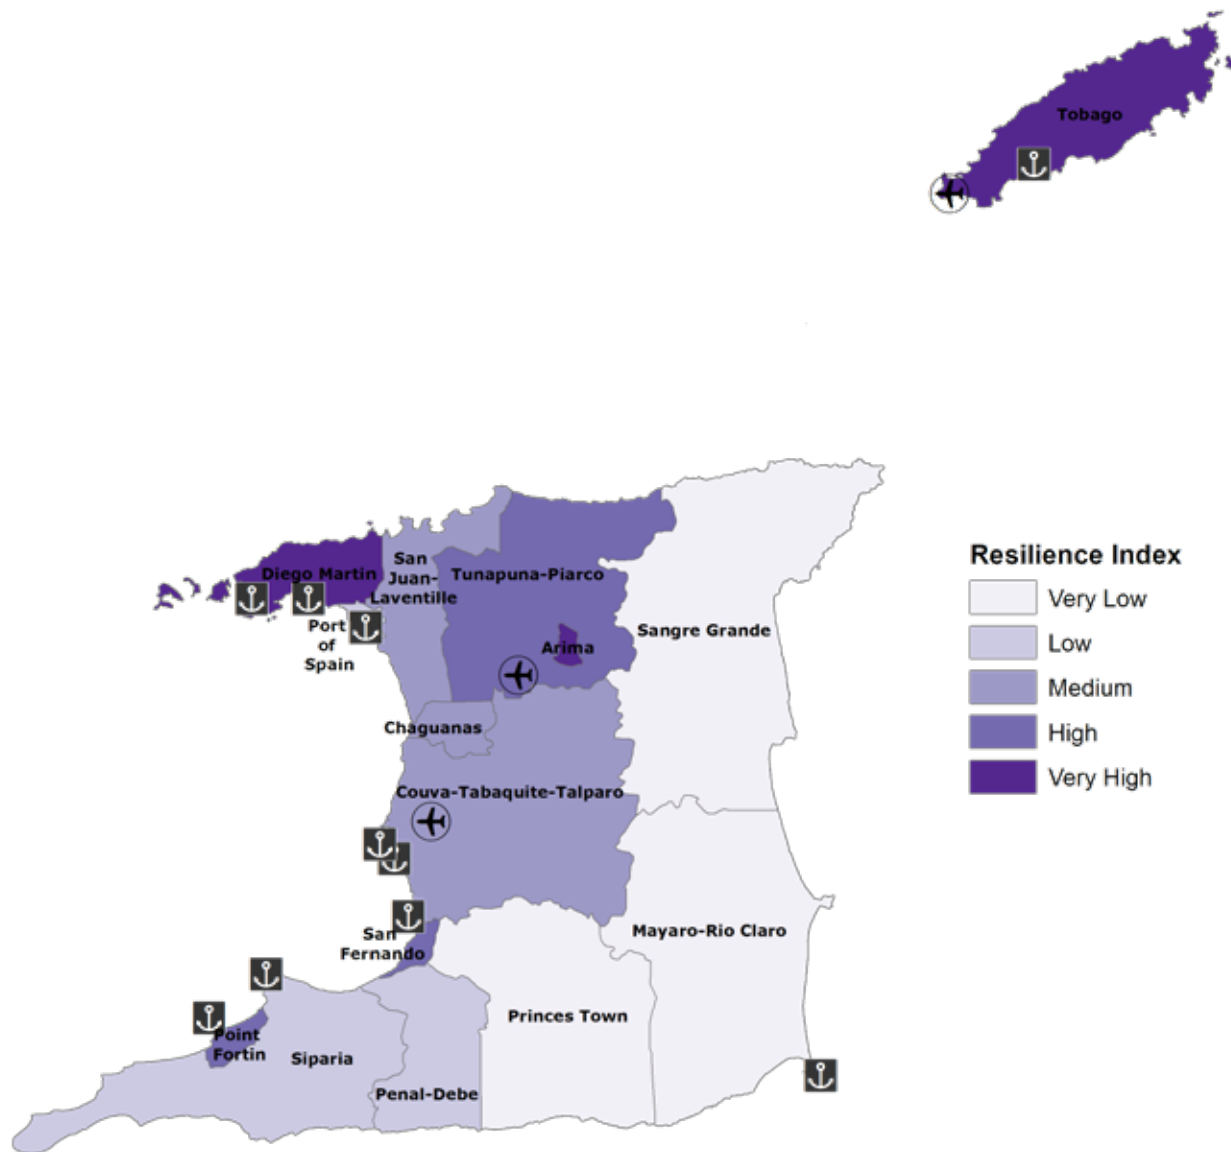 Tobago
Diego Martin
San
Juan-
Laventille
Tunapuna-Piarco
Port
of
Spain
Arima
Sangre Grande
Chaguanas
Couva-Tabaquite-Talparo
San
Fernando
Mayaro-Rio Claro
Point
Fortin
Siparia
Penal-Debe
Princes Town
Resilience Index
Very Low
Low
Medium
High
Very High